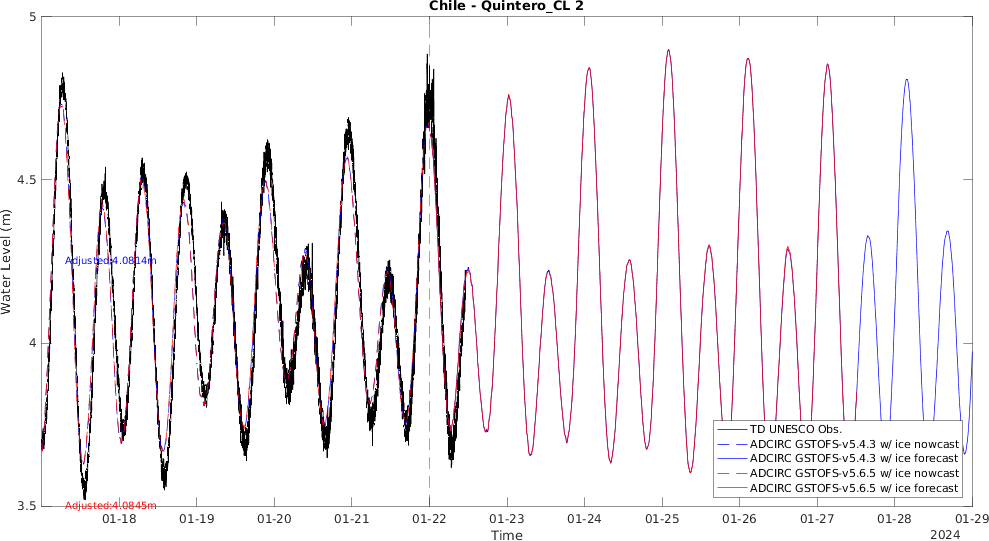 Chile - Quintero_CL 2
5
4.5
4
3.5
Water Level (m)
Adjusted:4.0814m
Adjusted:4.0845m
TD UNESCO Obs.
ADCIRC GSTOFS-v5.4.3 w/ ice nowcast
ADCIRC GSTOFS-v5.4.3 w/ ice forecast
ADCIRC GSTOFS-v5.6.5 w/ ice nowcast
ADCIRC GSTOFS-v5.6.5 w/ ice forecast
01-18 01-19 01-20 01-21 01-22 01-23 01-24 01-25 01-26 01-27 01-28 01-29
Time
2024